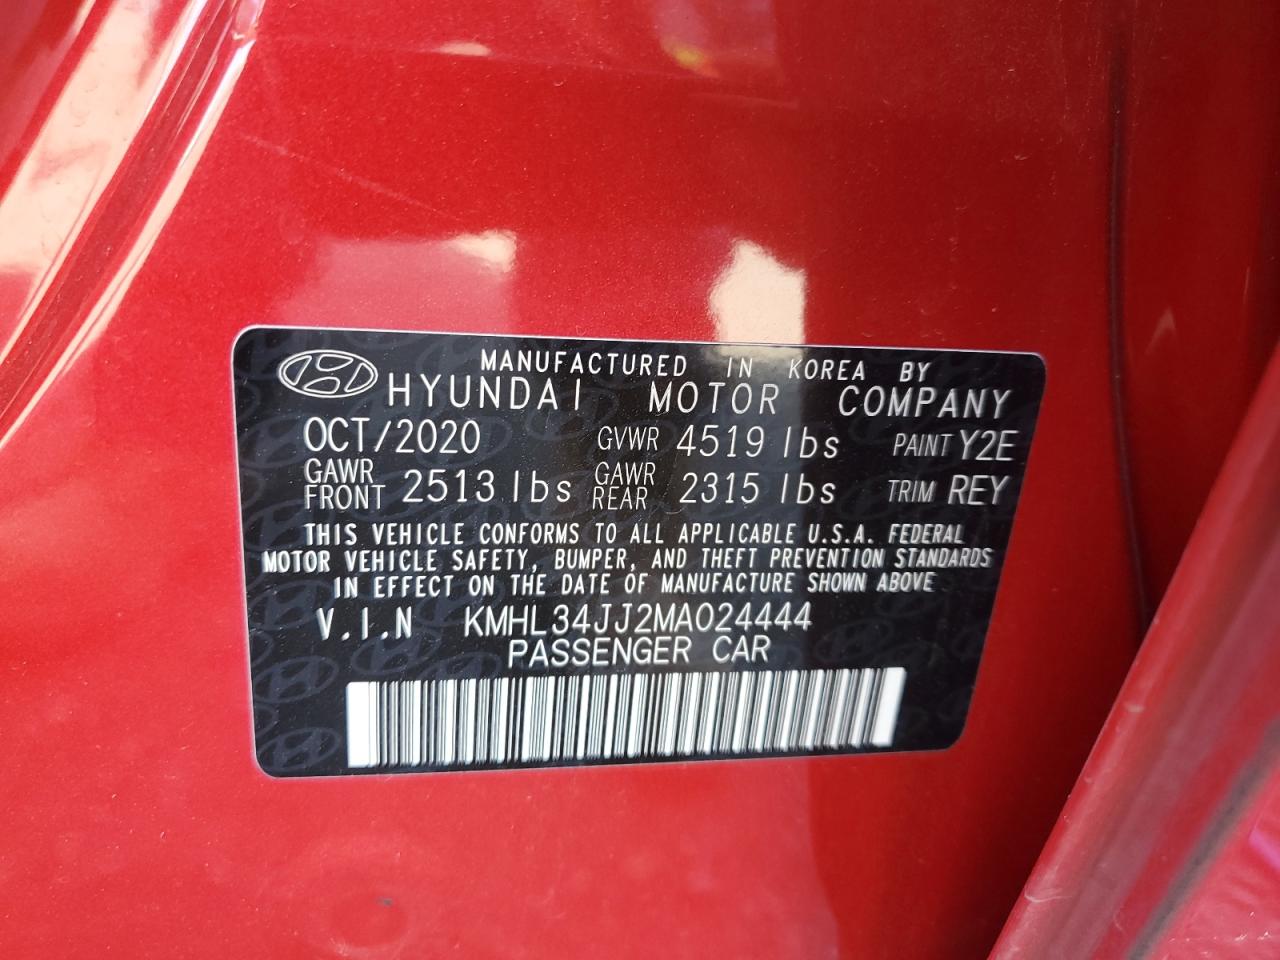 MANUFACTURED IN KOREA BY
HYUNDAI MOTOR COMPANY
OCT/2020 GVWR 4519 lbs PAINT Y2E
GAWR FRONT 2513 lbs GAWR REAR 2315 lbs TRIM REY
THIS VEHICLE CONFORMS TO ALL APPLICABLE U.S.A. FEDERAL
MOTOR VEHICLE SAFETY, BUMPER, AND THEFT PREVENTION STANDARDS
IN EFFECT ON THE DATE OF MANUFACTURE SHOWN ABOVE
V.I.N KMHL34JJ2MA024444
PASSENGER CAR